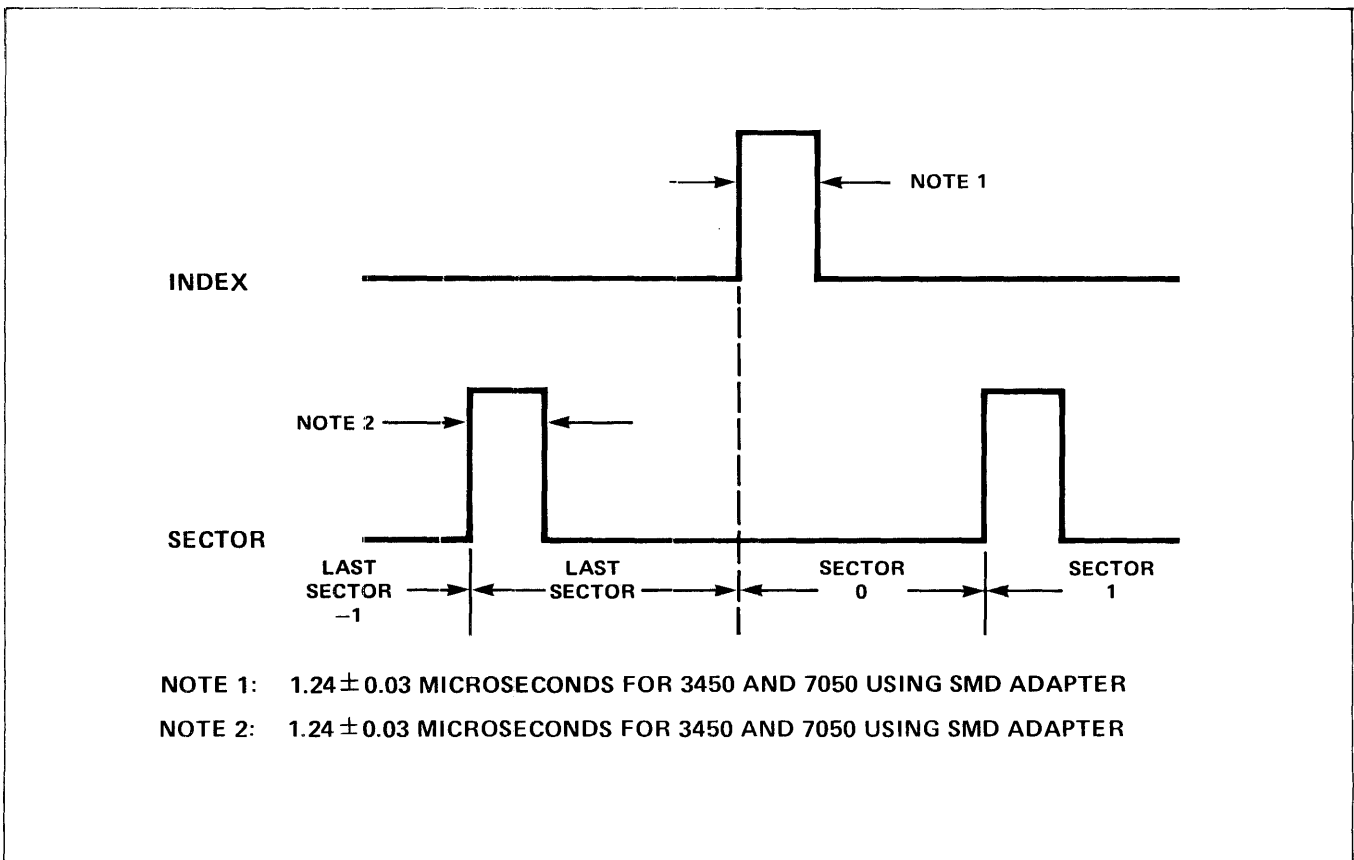 NOTE 1
INDEX
NOTE 2
SECTOR
LAST SECTOR −1
LAST SECTOR
SECTOR 0
SECTOR 1
NOTE 1: 1.24 ± 0.03 MICROSECONDS FOR 3450 AND 7050 USING SMD ADAPTER
NOTE 2: 1.24 ± 0.03 MICROSECONDS FOR 3450 AND 7050 USING SMD ADAPTER